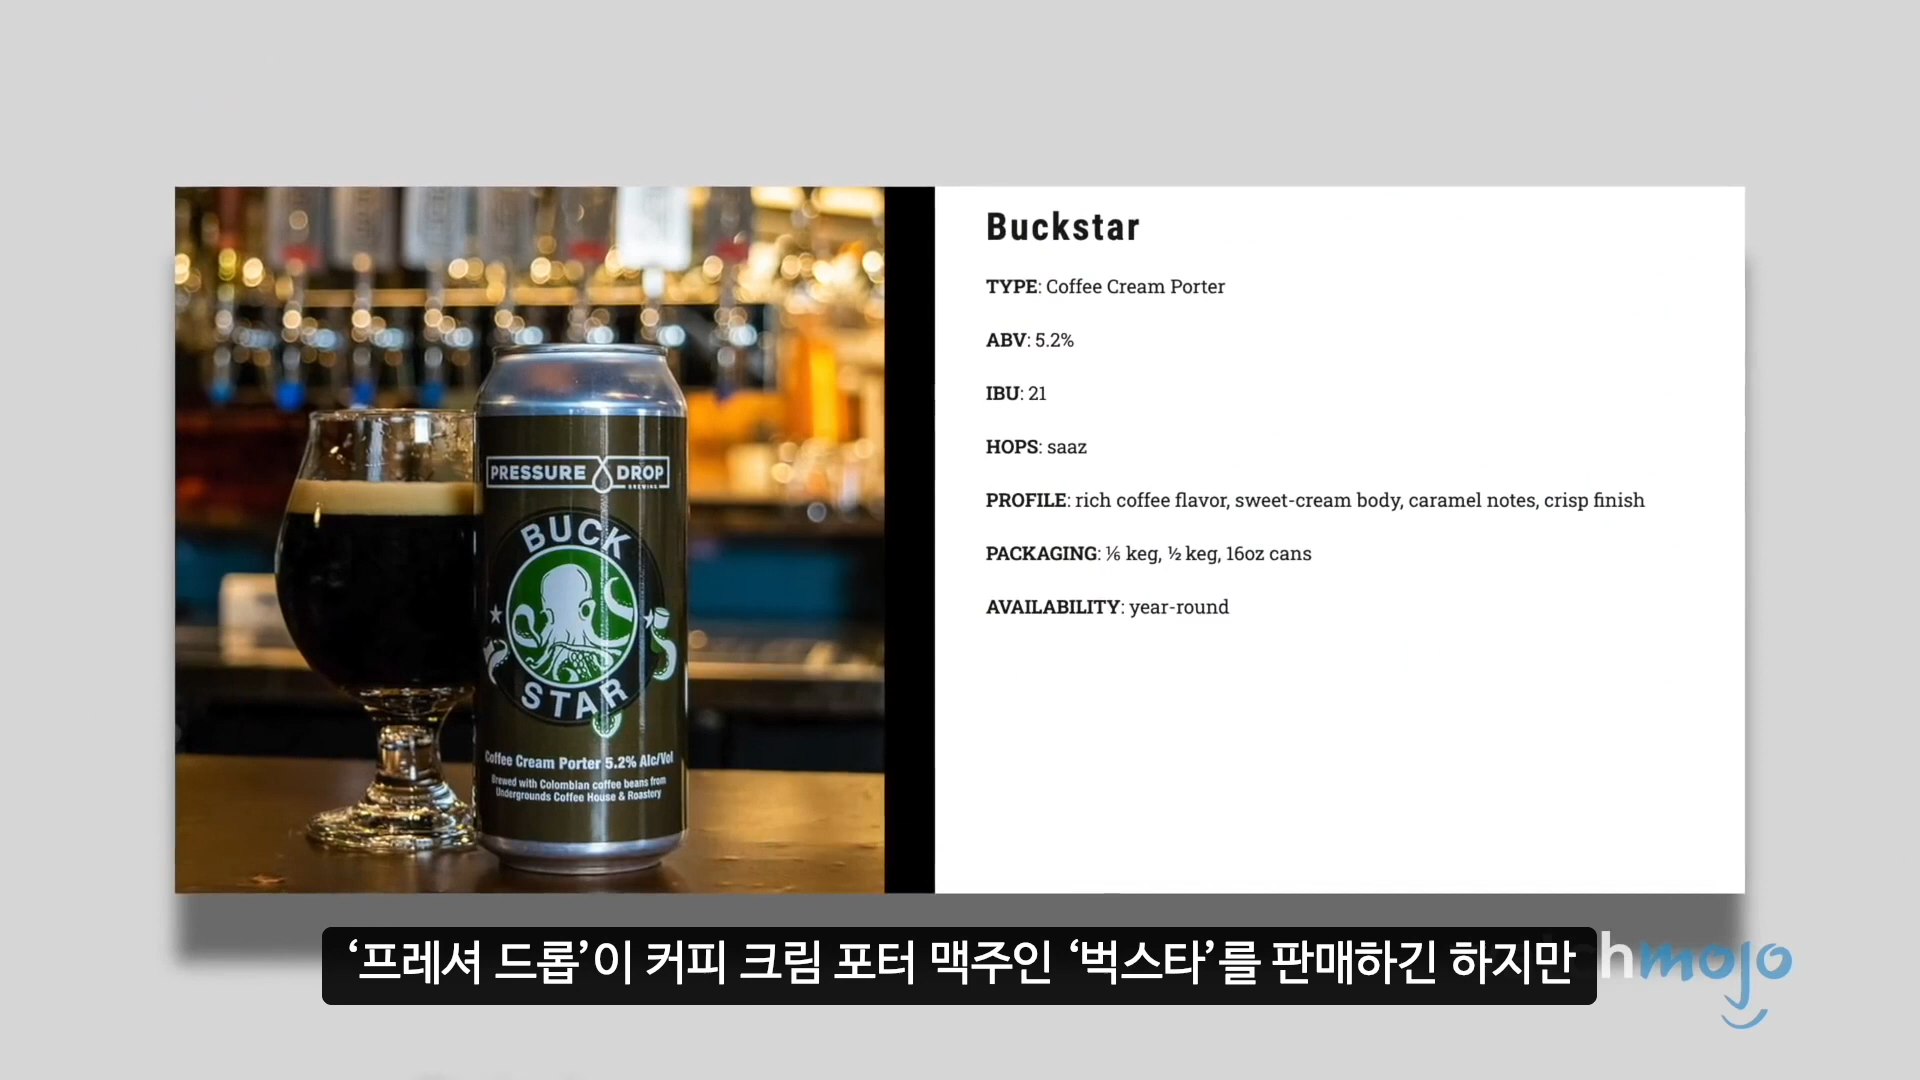 Buckstar
TYPE: Coffee Cream Porter
ABV: 5.2%
IBU: 21
HOPS: saaz
PROFILE: rich coffee flavor, sweet-cream body, caramel notes, crisp finish
PACKAGING: ⅙ keg, ½ keg, 16oz cans
AVAILABILITY: year-round
PRESSURE DROP
BREWING
BUCK
STAR
Coffee Cream Porter 5.2% Alc/Vol
Brewed with Colombian coffee beans from
Undergrounds Coffee House & Roastery
‘프레셔 드롭’이 커피 크림 포터 맥주인 ‘벅스타’를 판매하긴 하지만
chmojo